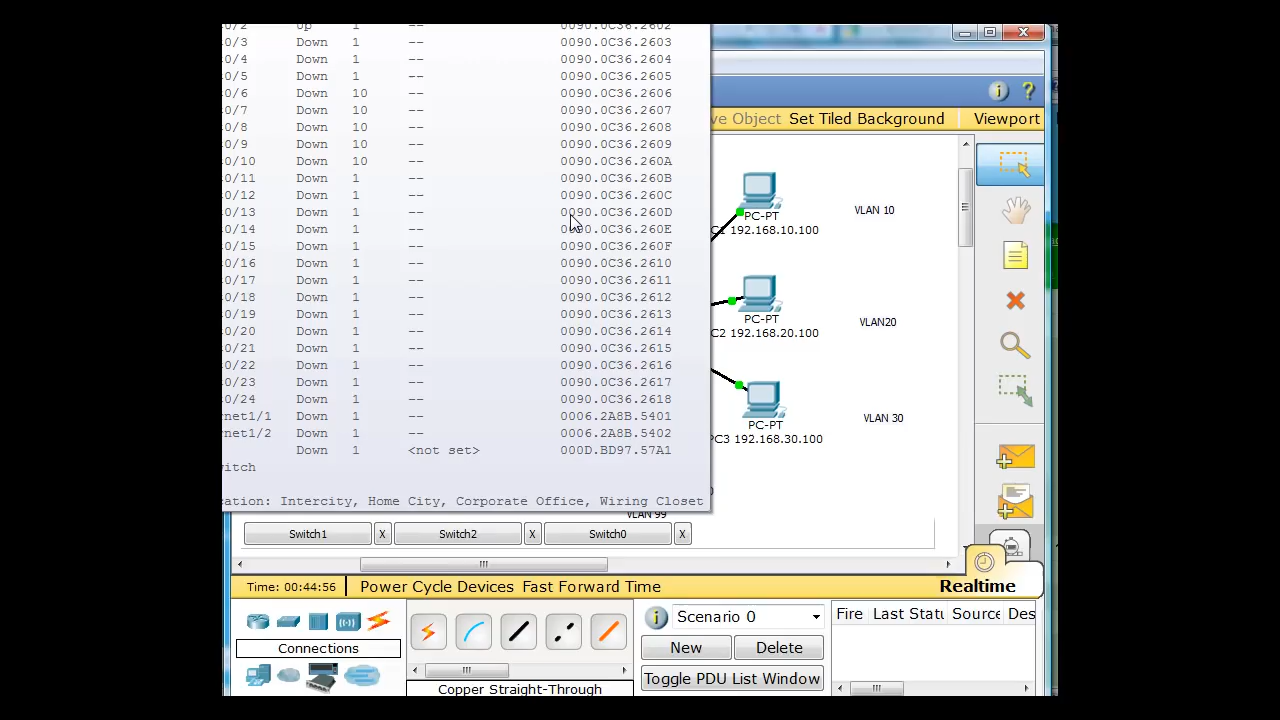 0/2 Up 1 -- 0090.0C36.2602
0/3 Down 1 -- 0090.0C36.2603
0/4 Down 1 -- 0090.0C36.2604
0/5 Down 1 -- 0090.0C36.2605
0/6 Down 10 -- 0090.0C36.2606
0/7 Down 10 -- 0090.0C36.2607
0/8 Down 10 -- 0090.0C36.2608
0/9 Down 10 -- 0090.0C36.2609
0/10 Down 10 -- 0090.0C36.260A
0/11 Down 1 -- 0090.0C36.260B
0/12 Down 1 -- 0090.0C36.260C
0/13 Down 1 -- 0090.0C36.260D
0/14 Down 1 -- 0090.0C36.260E
0/15 Down 1 -- 0090.0C36.260F
0/16 Down 1 -- 0090.0C36.2610
0/17 Down 1 -- 0090.0C36.2611
0/18 Down 1 -- 0090.0C36.2612
0/19 Down 1 -- 0090.0C36.2613
0/20 Down 1 -- 0090.0C36.2614
0/21 Down 1 -- 0090.0C36.2615
0/22 Down 1 -- 0090.0C36.2616
0/23 Down 1 -- 0090.0C36.2617
0/24 Down 1 -- 0090.0C36.2618
rnet1/1 Down 1 -- 0006.2A8B.5401
rnet1/2 Down 1 -- 0006.2A8B.5402
Down 1 <not set> 000D.BD97.57A1
witch
cation: Intercity, Home City, Corporate Office, Wiring Closet
ve Object Set Tiled Background Viewport
PC-PT
C1 192.168.10.100
VLAN 10
PC-PT
C2 192.168.20.100
VLAN20
PC-PT
PC3 192.168.30.100
VLAN 30
VLAN 99
Switch1 X Switch2 X Switch0 X
Time: 00:44:56 Power Cycle Devices Fast Forward Time
Realtime
Connections
Copper Straight-Through
Scenario 0
New Delete
Toggle PDU List Window
Fire Last Statu Source Des